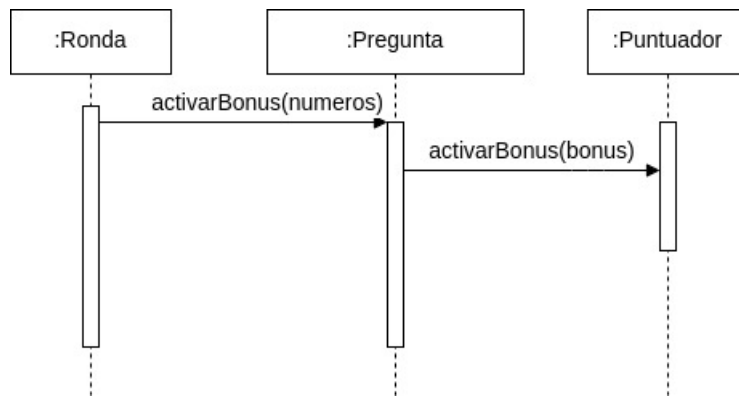 :Ronda
:Pregunta
:Puntuador
activarBonus(numeros)
activarBonus(bonus)